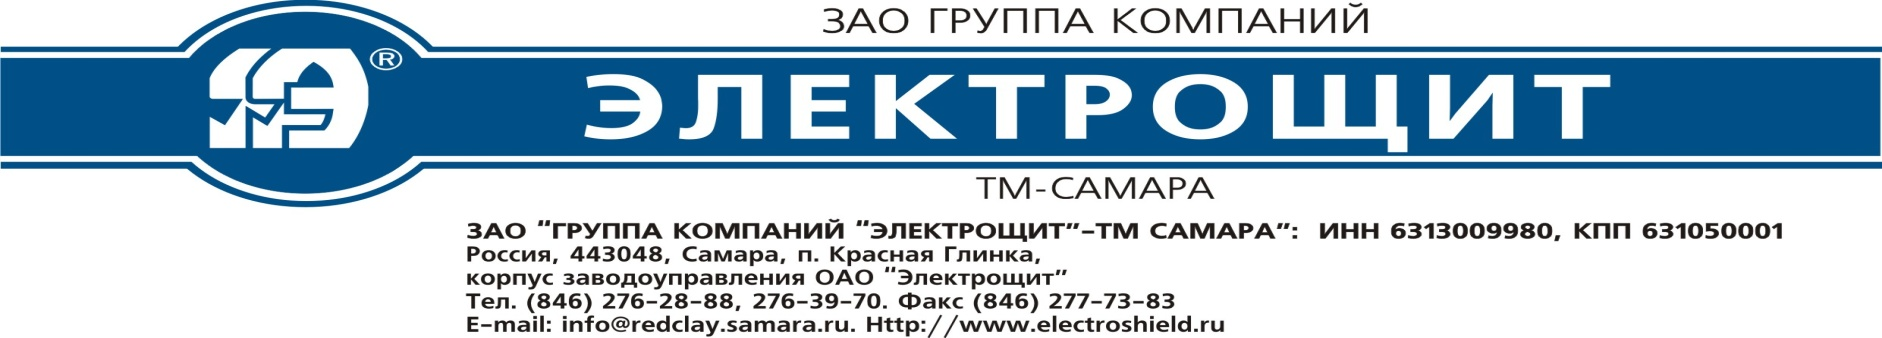 ЗАО ГРУППА КОМПАНИЙ
®
ЭЛЕКТРОЩИТ
ТМ-САМАРА
ЗАО “ГРУППА КОМПАНИЙ “ЭЛЕКТРОЩИТ”-ТМ САМАРА”: ИНН 6313009980, КПП 631050001
Россия, 443048, Самара, п. Красная Глинка,
корпус заводоуправления ОАО “Электрощит”
Тел. (846) 276-28-88, 276-39-70. Факс (846) 277-73-83
E-mail: info@redclay.samara.ru. Http://www.electroshield.ru